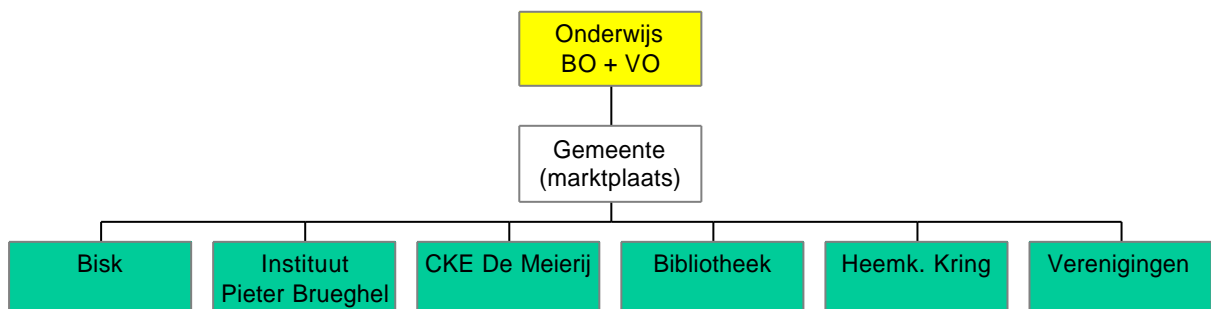 Onderwijs
BO + VO
Gemeente
(marktplaats)
Bisk
Instituut
Pieter Brueghel
CKE De Meierij
Bibliotheek
Heemk. Kring
Verenigingen